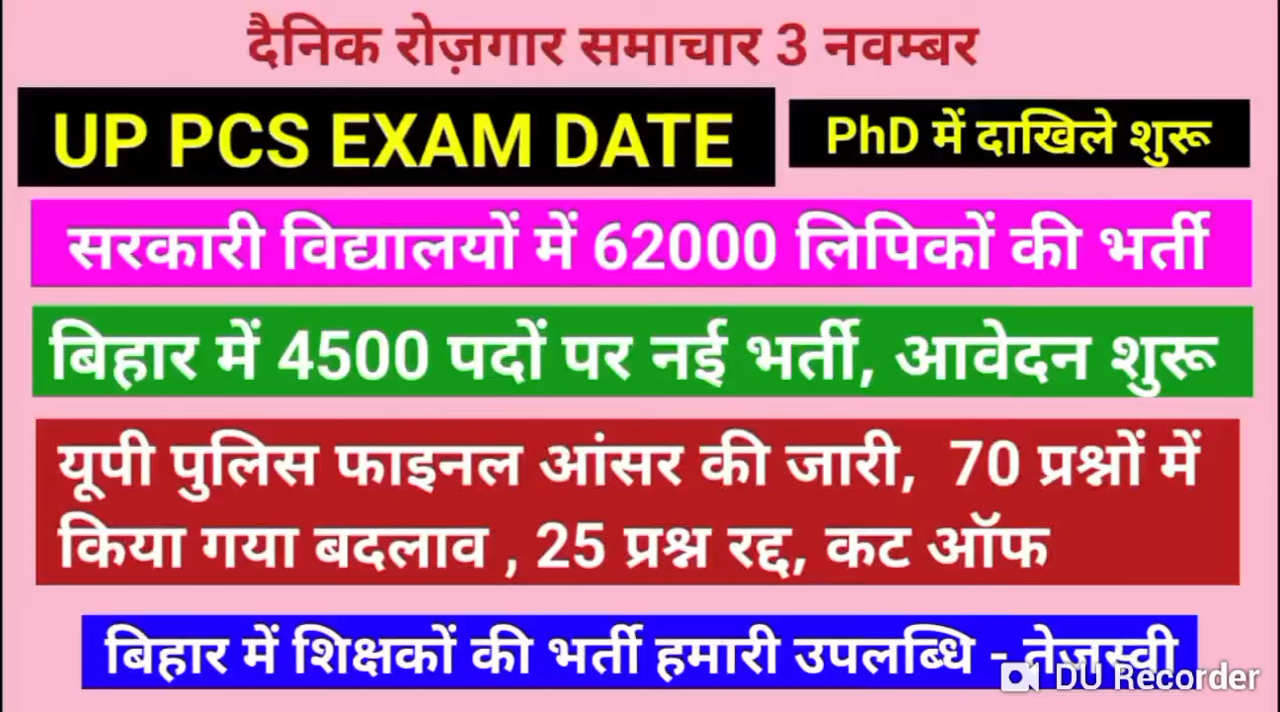 दैनिक रोज़गार समाचार 3 नवम्बर
UP PCS EXAM DATE
PhD में दाखिले शुरू
सरकारी विद्यालयों में 62000 लिपिकों की भर्ती
बिहार में 4500 पदों पर नई भर्ती, आवेदन शुरू
यूपी पुलिस फाइनल आंसर की जारी, 70 प्रश्नों में
किया गया बदलाव , 25 प्रश्न रद्द, कट ऑफ
बिहार में शिक्षकों की भर्ती हमारी उपलब्धि - तेजस्वी
DU Recorder